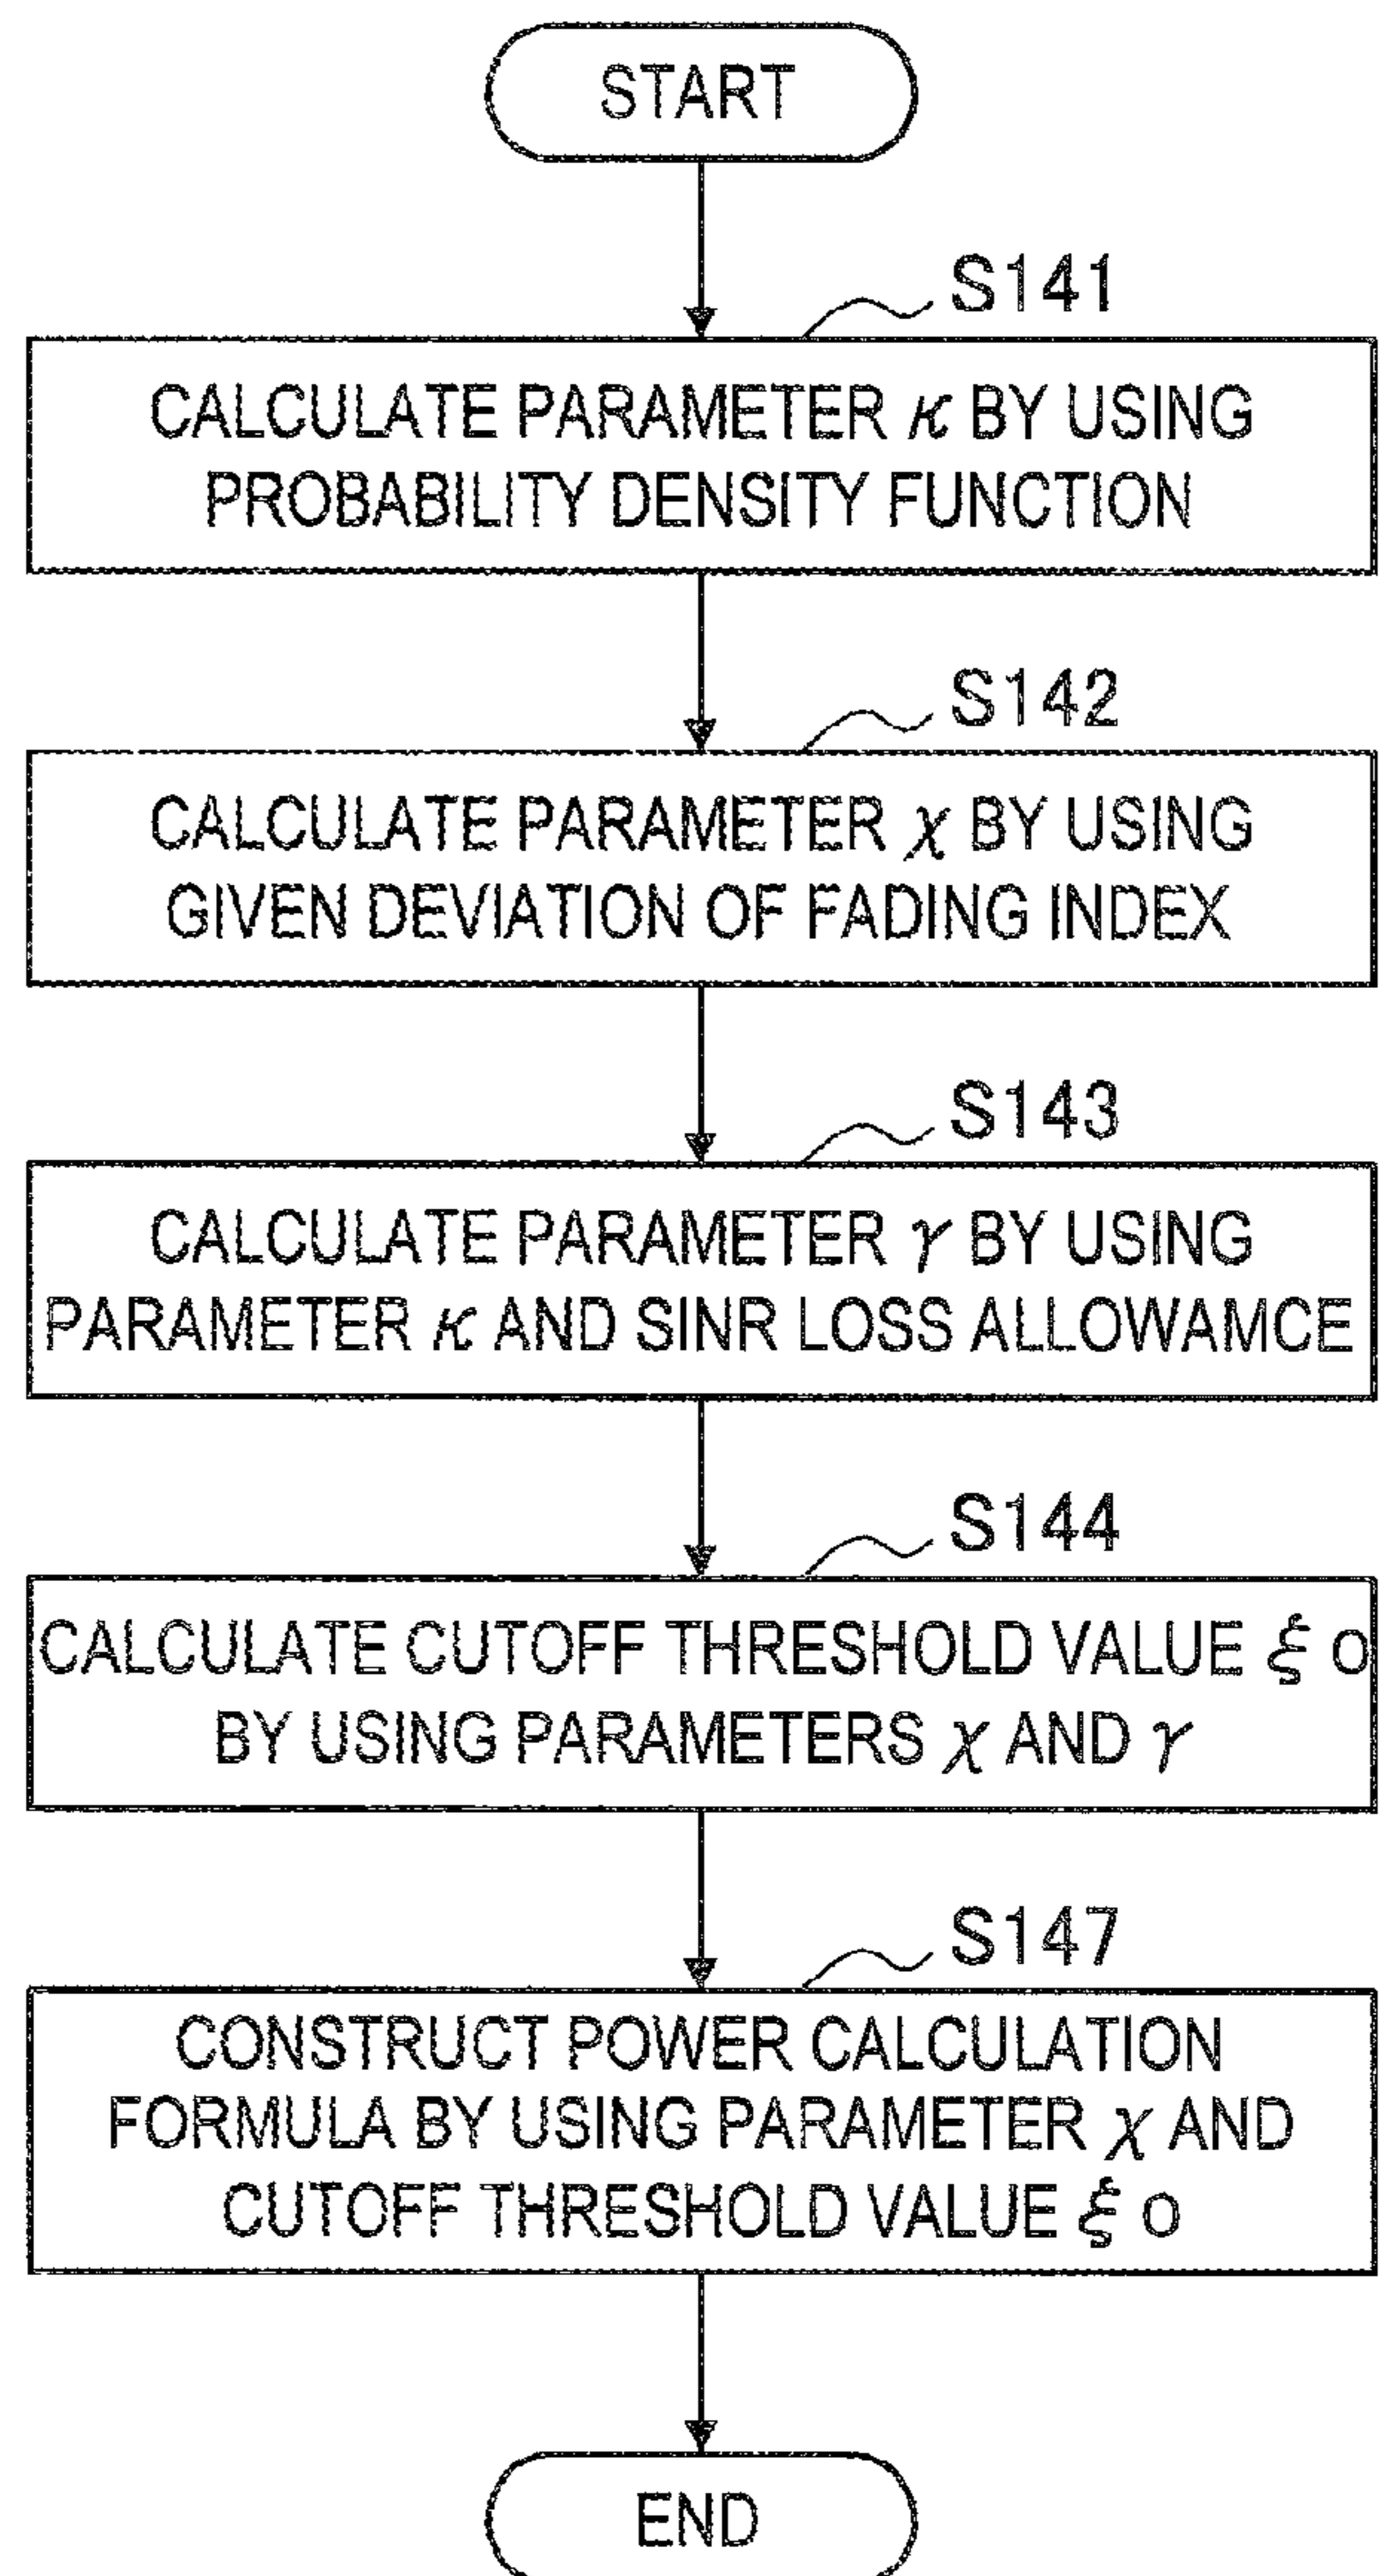 START
S141
CALCULATE PARAMETER κ BY USING
PROBABILITY DENSITY FUNCTION
S142
CALCULATE PARAMETER χ BY USING
GIVEN DEVIATION OF FADING INDEX
S143
CALCULATE PARAMETER γ BY USING
PARAMETER κ AND SINR LOSS ALLOWAMCE
S144
CALCULATE CUTOFF THRESHOLD VALUE ξ o
BY USING PARAMETERS χ AND γ
S147
CONSTRUCT POWER CALCULATION
FORMULA BY USING PARAMETER χ AND
CUTOFF THRESHOLD VALUE ξ o
END